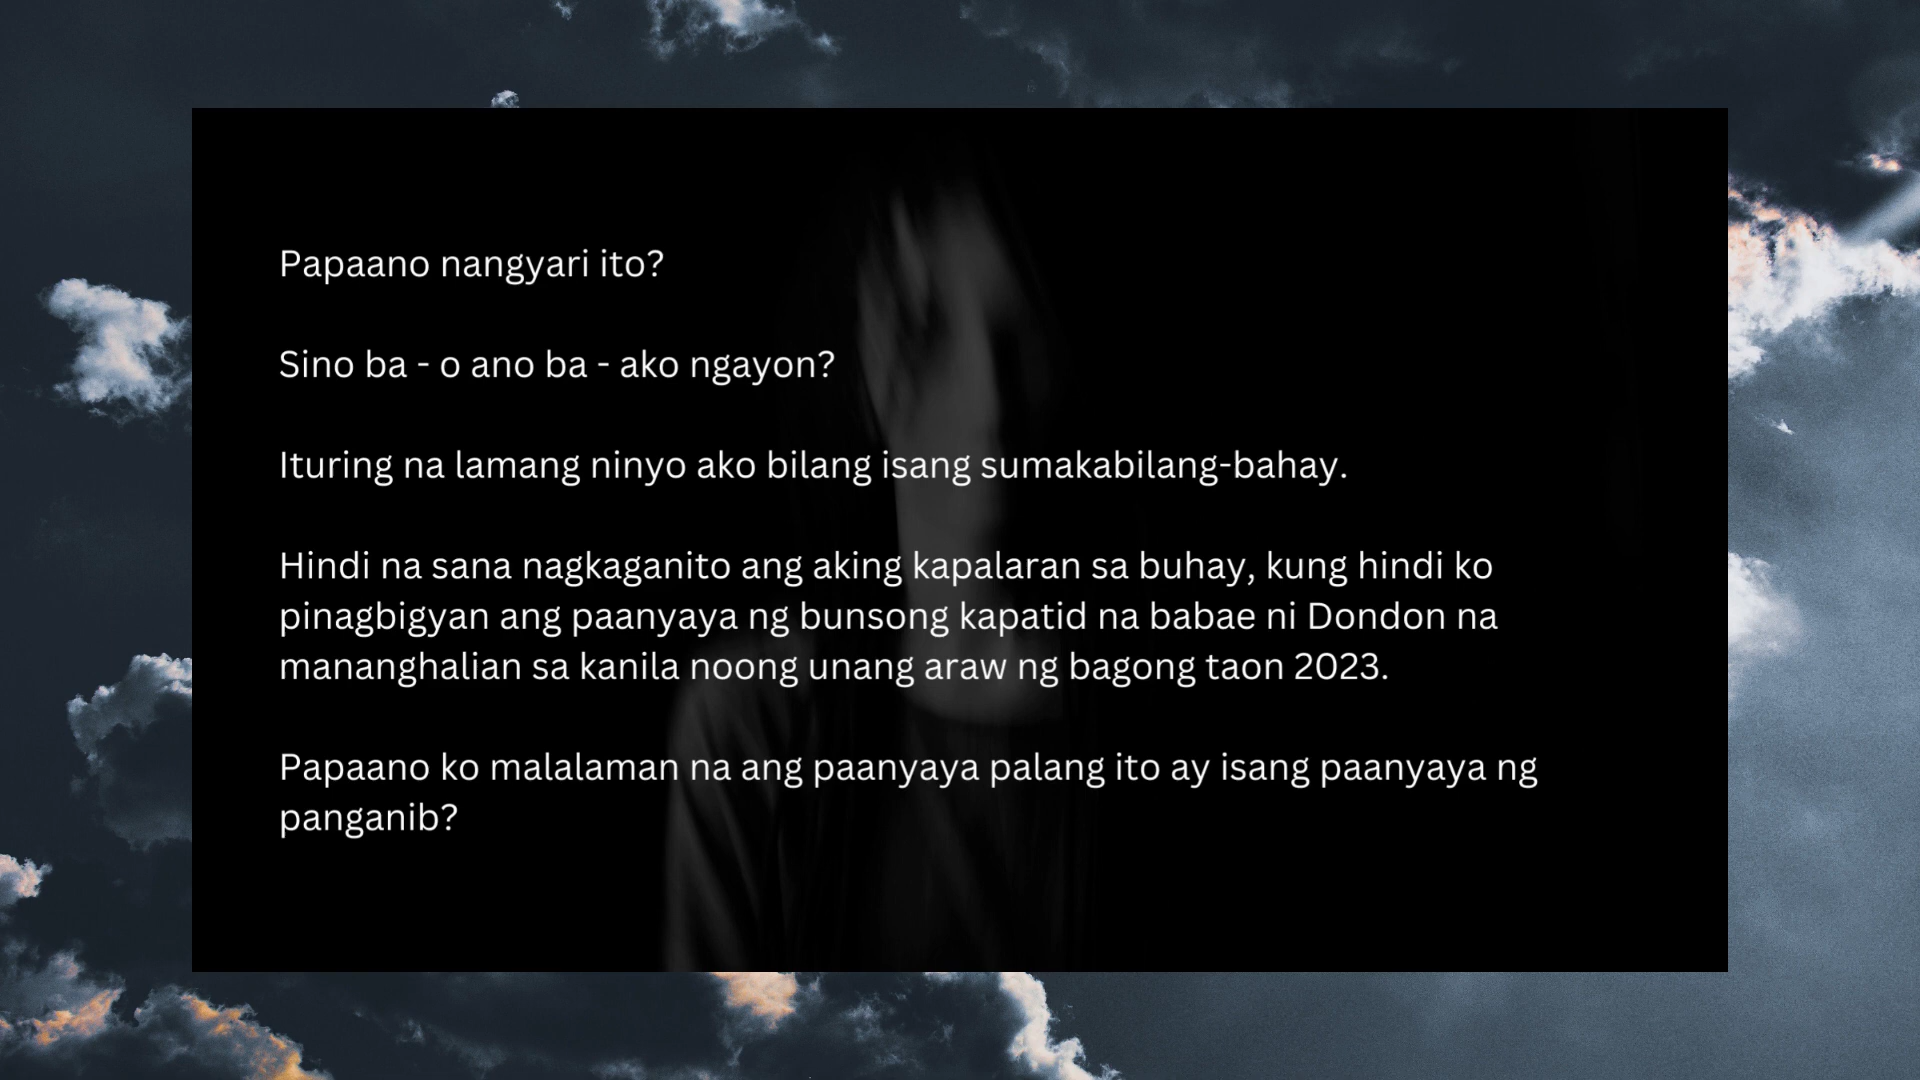 Papaano nangyari ito?
Sino ba - o ano ba - ako ngayon?
Ituring na lamang ninyo ako bilang isang sumakabilang-bahay.
Hindi na sana nagkaganito ang aking kapalaran sa buhay, kung hindi ko
pinagbigyan ang paanyaya ng bunsong kapatid na babae ni Dondon na
mananghalian sa kanila noong unang araw ng bagong taon 2023.
Papaano ko malalaman na ang paanyaya palang ito ay isang paanyaya ng
panganib?